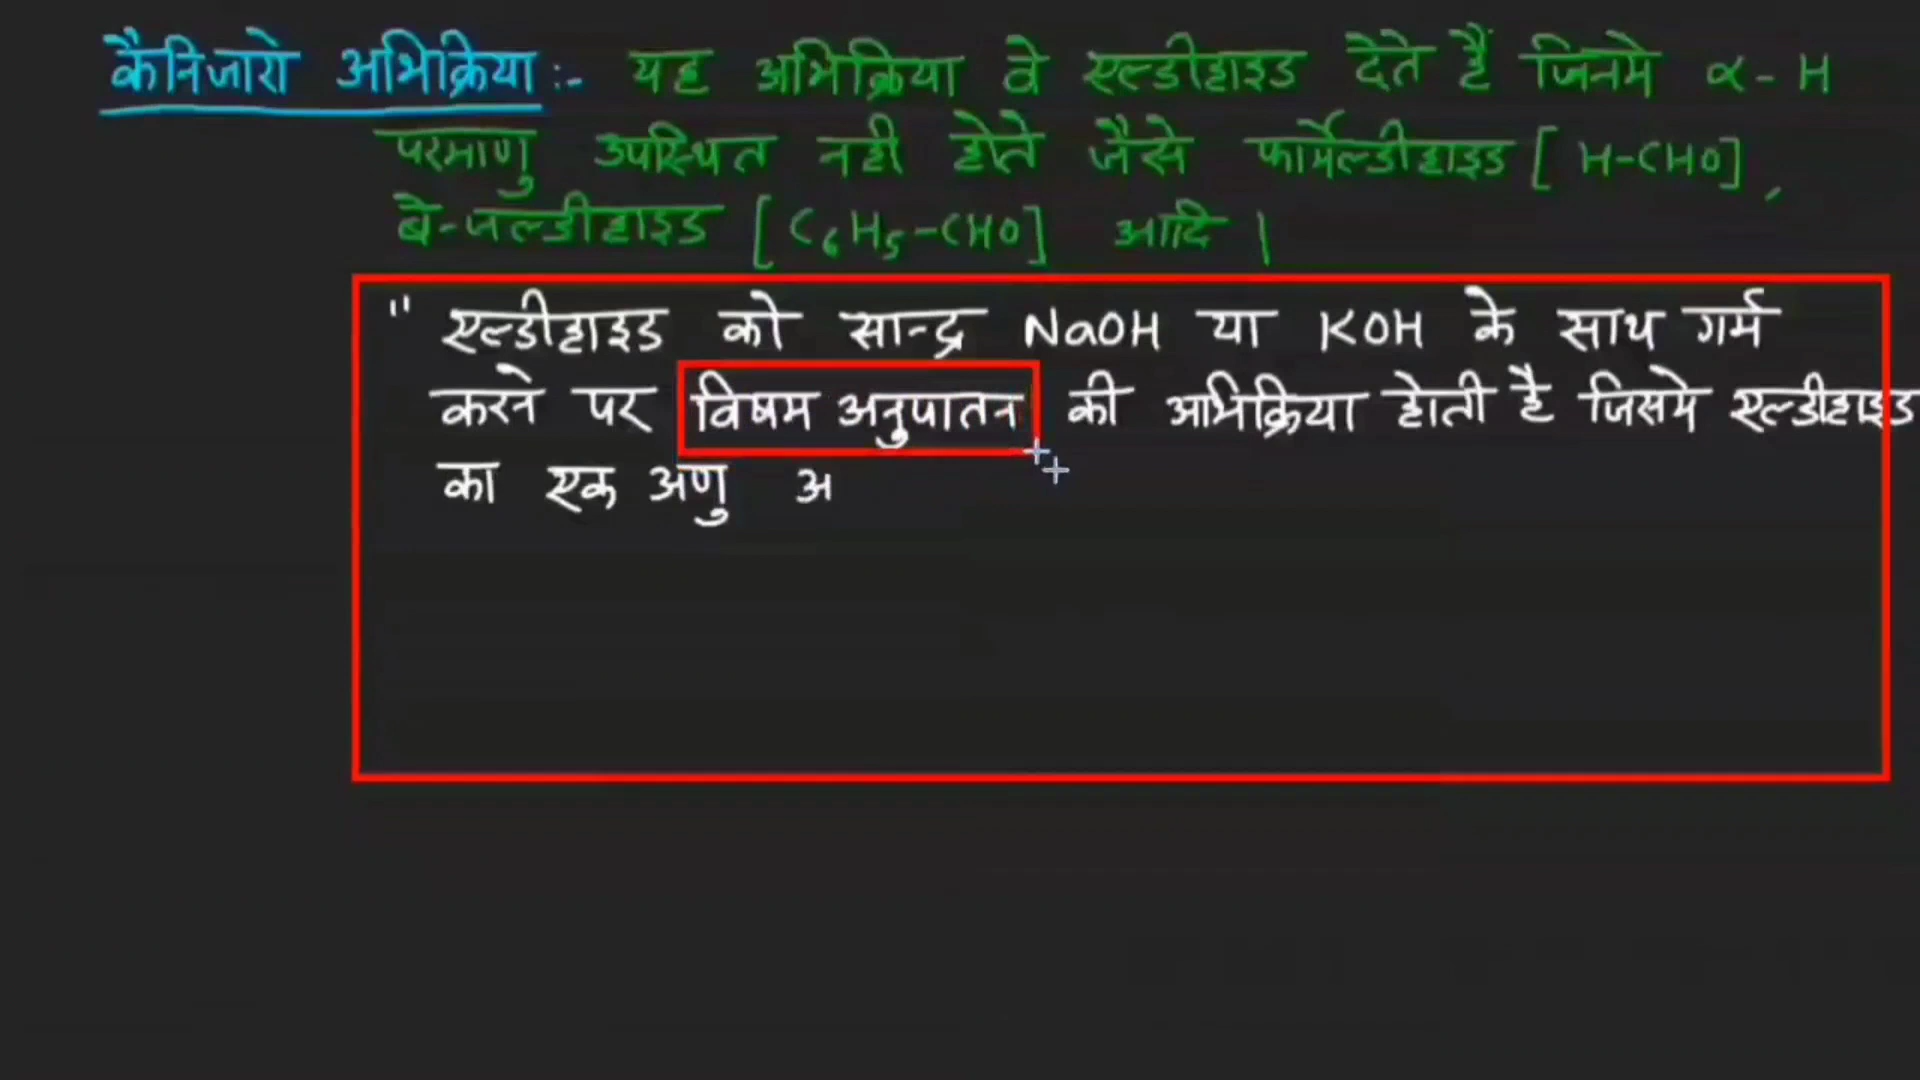 कैनिजारो अभिक्रिया :- यह अभिक्रिया वे एल्डीहाइड देते हैं जिनमे α - H
परमाणु उपस्थित नही होते जैसे फार्मेल्डीहाइड [ H-CHO] ,
बे-जल्डीहाइड [ C₆H₅-CHO] आदि |
" एल्डीहाइड को सान्द्र NaOH या KOH के साथ गर्म
करने पर विषम अनुपातन की अभिक्रिया होती है जिसमे एल्डीहाइड
का एक अणु अ